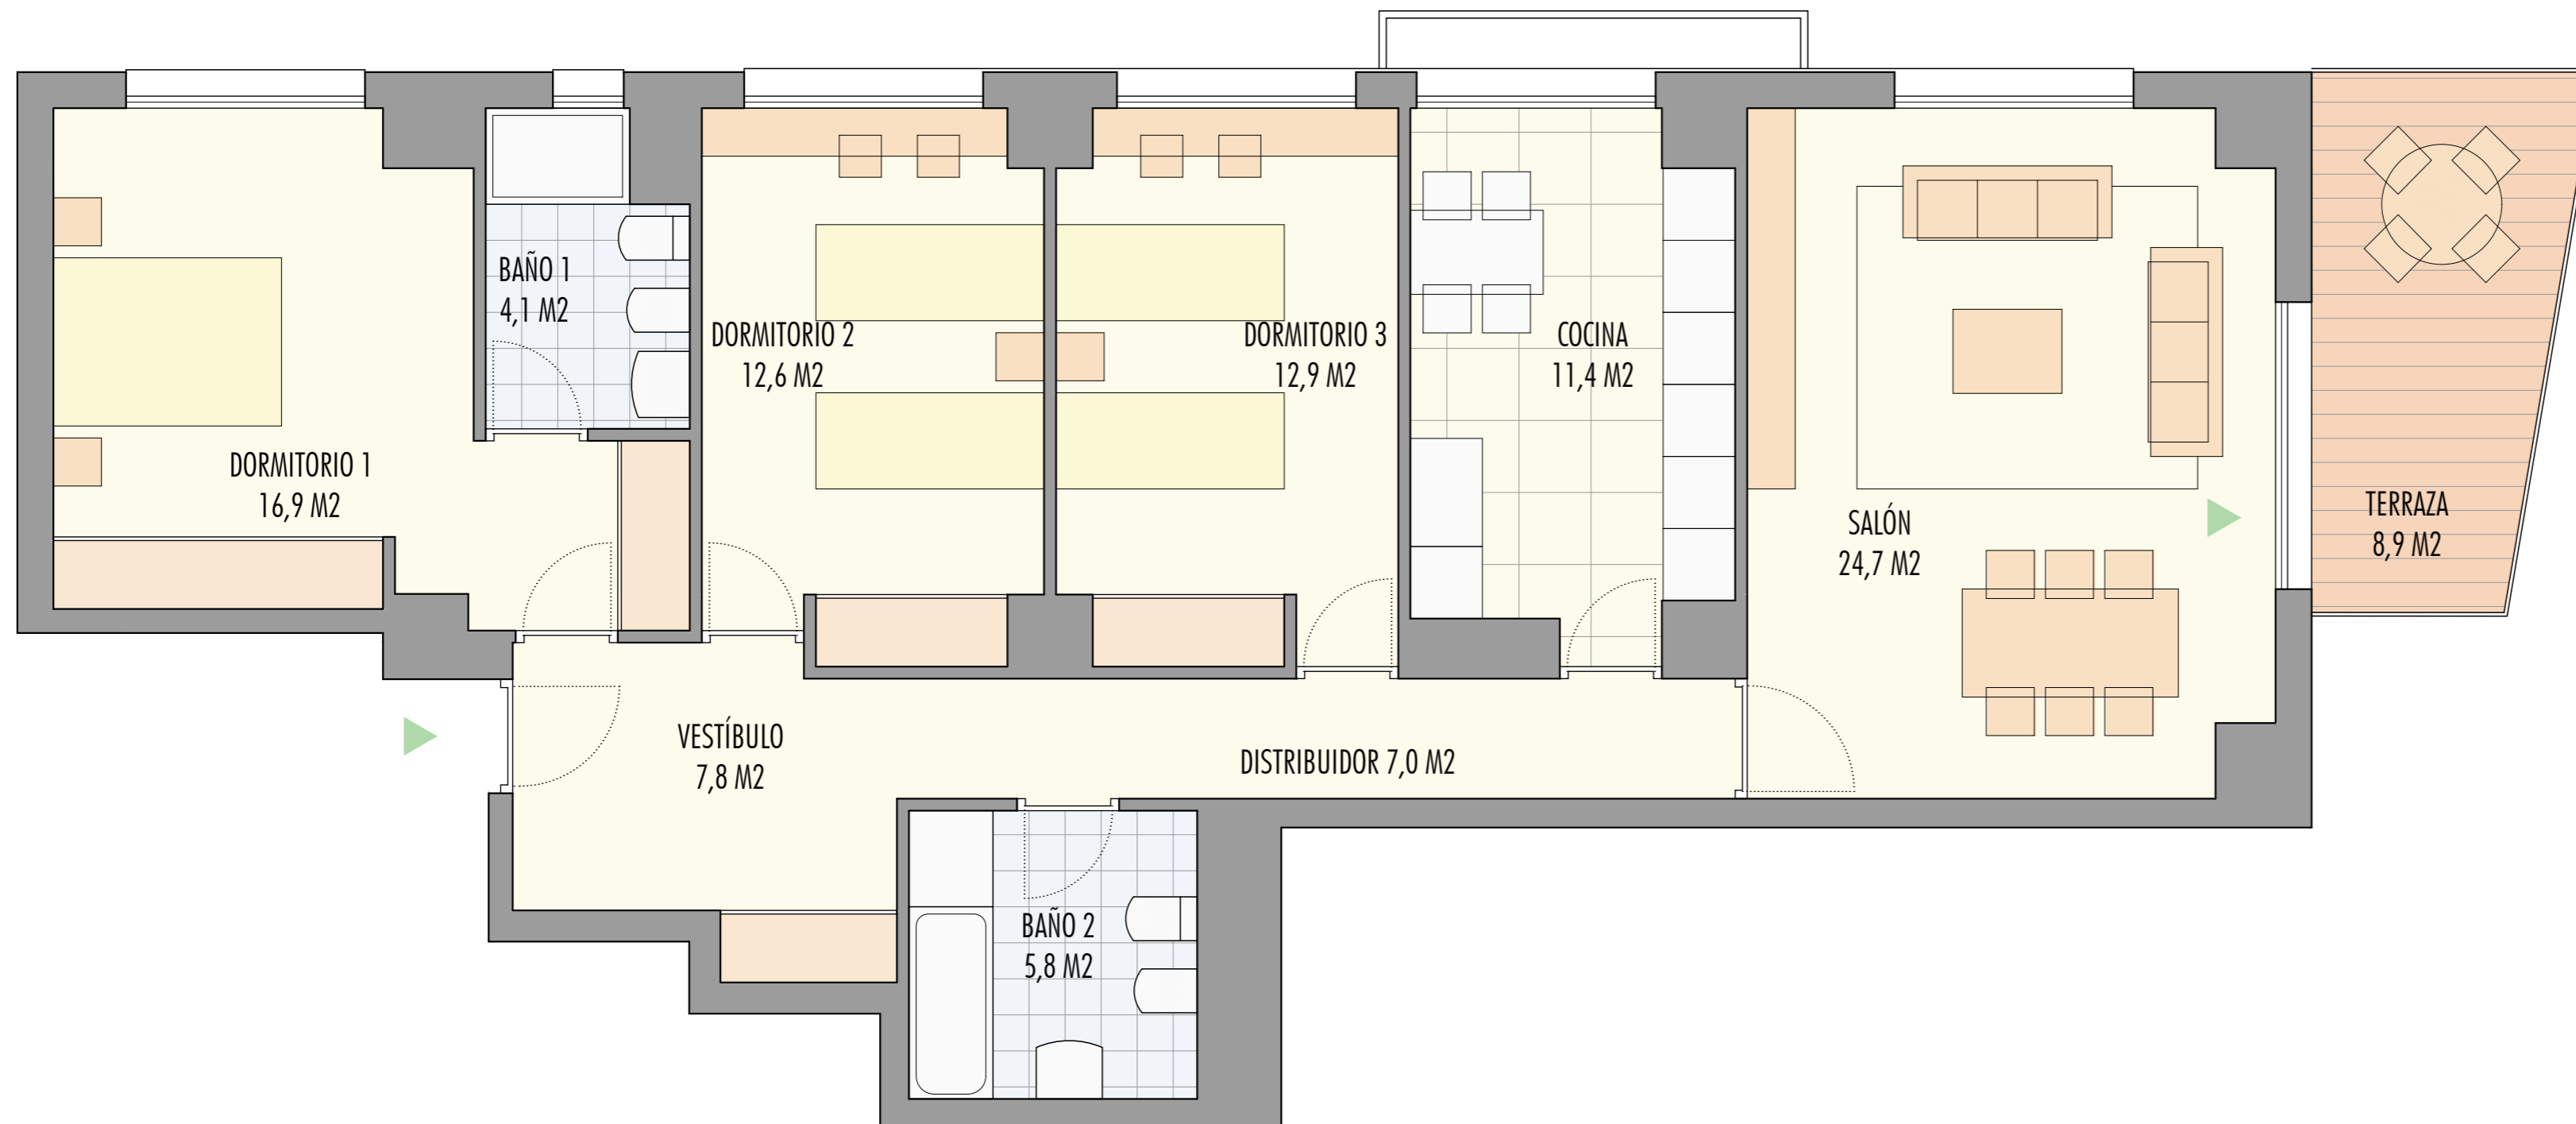 DORMITORIO 1
16,9 M2
BAÑO 1
4,1 M2
DORMITORIO 2
12,6 M2
DORMITORIO 3
12,9 M2
COCINA
11,4 M2
SALÓN
24,7 M2
TERRAZA
8,9 M2
VESTÍBULO
7,8 M2
DISTRIBUIDOR 7,0 M2
BAÑO 2
5,8 M2